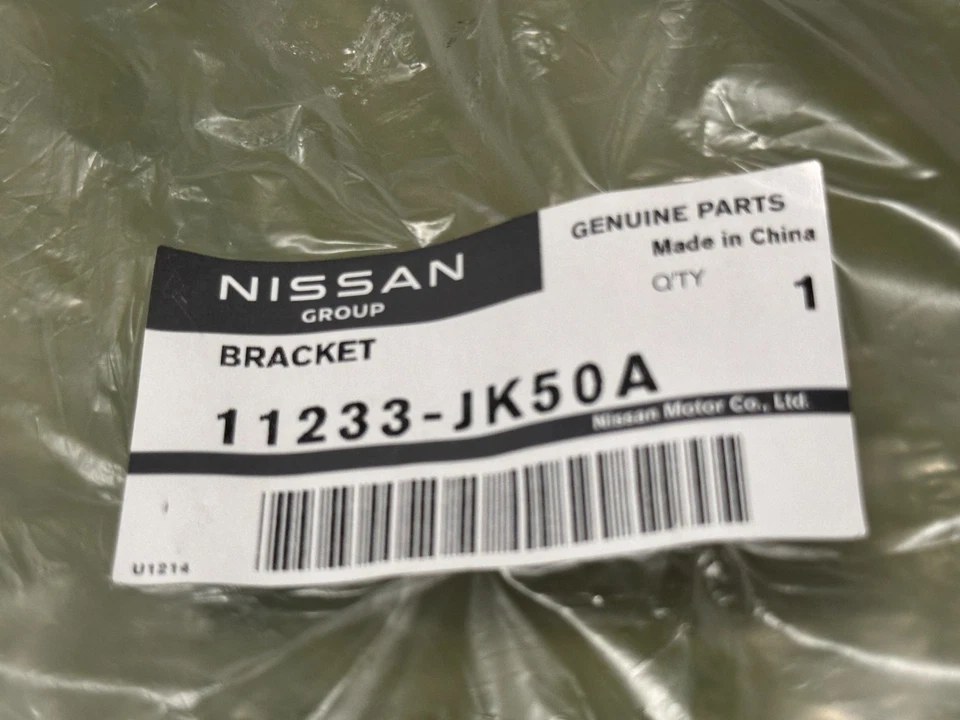 NISSAN
GROUP
GENUINE PARTS
Made in China
Q'TY 1
BRACKET
11233-JK50A
Nissan Motor Co., Ltd.
U1214